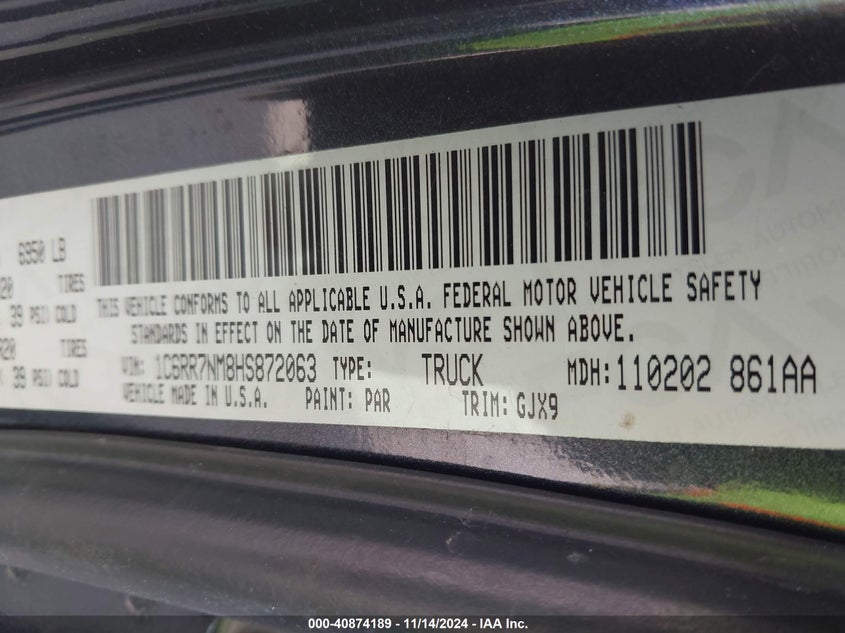 6950 LB
TIRES
39 PSI/ COLD
TIRES
39 PSI/ COLD
THIS VEHICLE CONFORMS TO ALL APPLICABLE U.S.A. FEDERAL MOTOR VEHICLE SAFETY
STANDARDS IN EFFECT ON THE DATE OF MANUFACTURE SHOWN ABOVE.
VIN: 1C6RR7NM8HS872063 TYPE: TRUCK MDH: 110202 861AA
VEHICLE MADE IN U.S.A. PAINT: PAR TRIM: GJX9
000-40874189 - 11/14/2024 - IAA Inc.